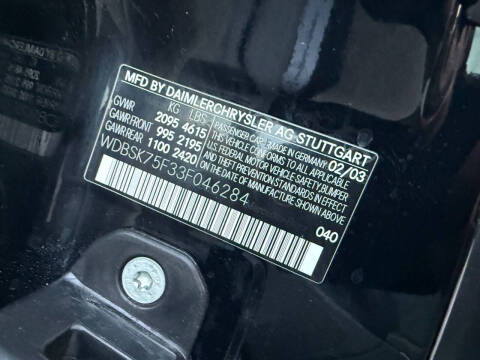 MFD BY DAIMLERCHRYSLER AG-STUTTGART
KG LBS PASSENGER CAR MADE IN GERMANY 02/03
GVWR 2095 4615 THIS VEHICLE CONFORMS TO ALL APPLICABLE
GAWR FRONT 995 2195 U.S. FEDERAL MOTOR VEHICLE SAFETY, BUMPER
GAWR REAR 1100 2420 AND THEFT PREVENTION STANDARDS IN EFFECT
ON THE DATE OF MANUFACTURE SHOWN ABOVE
WDBSK75F33F046284
040